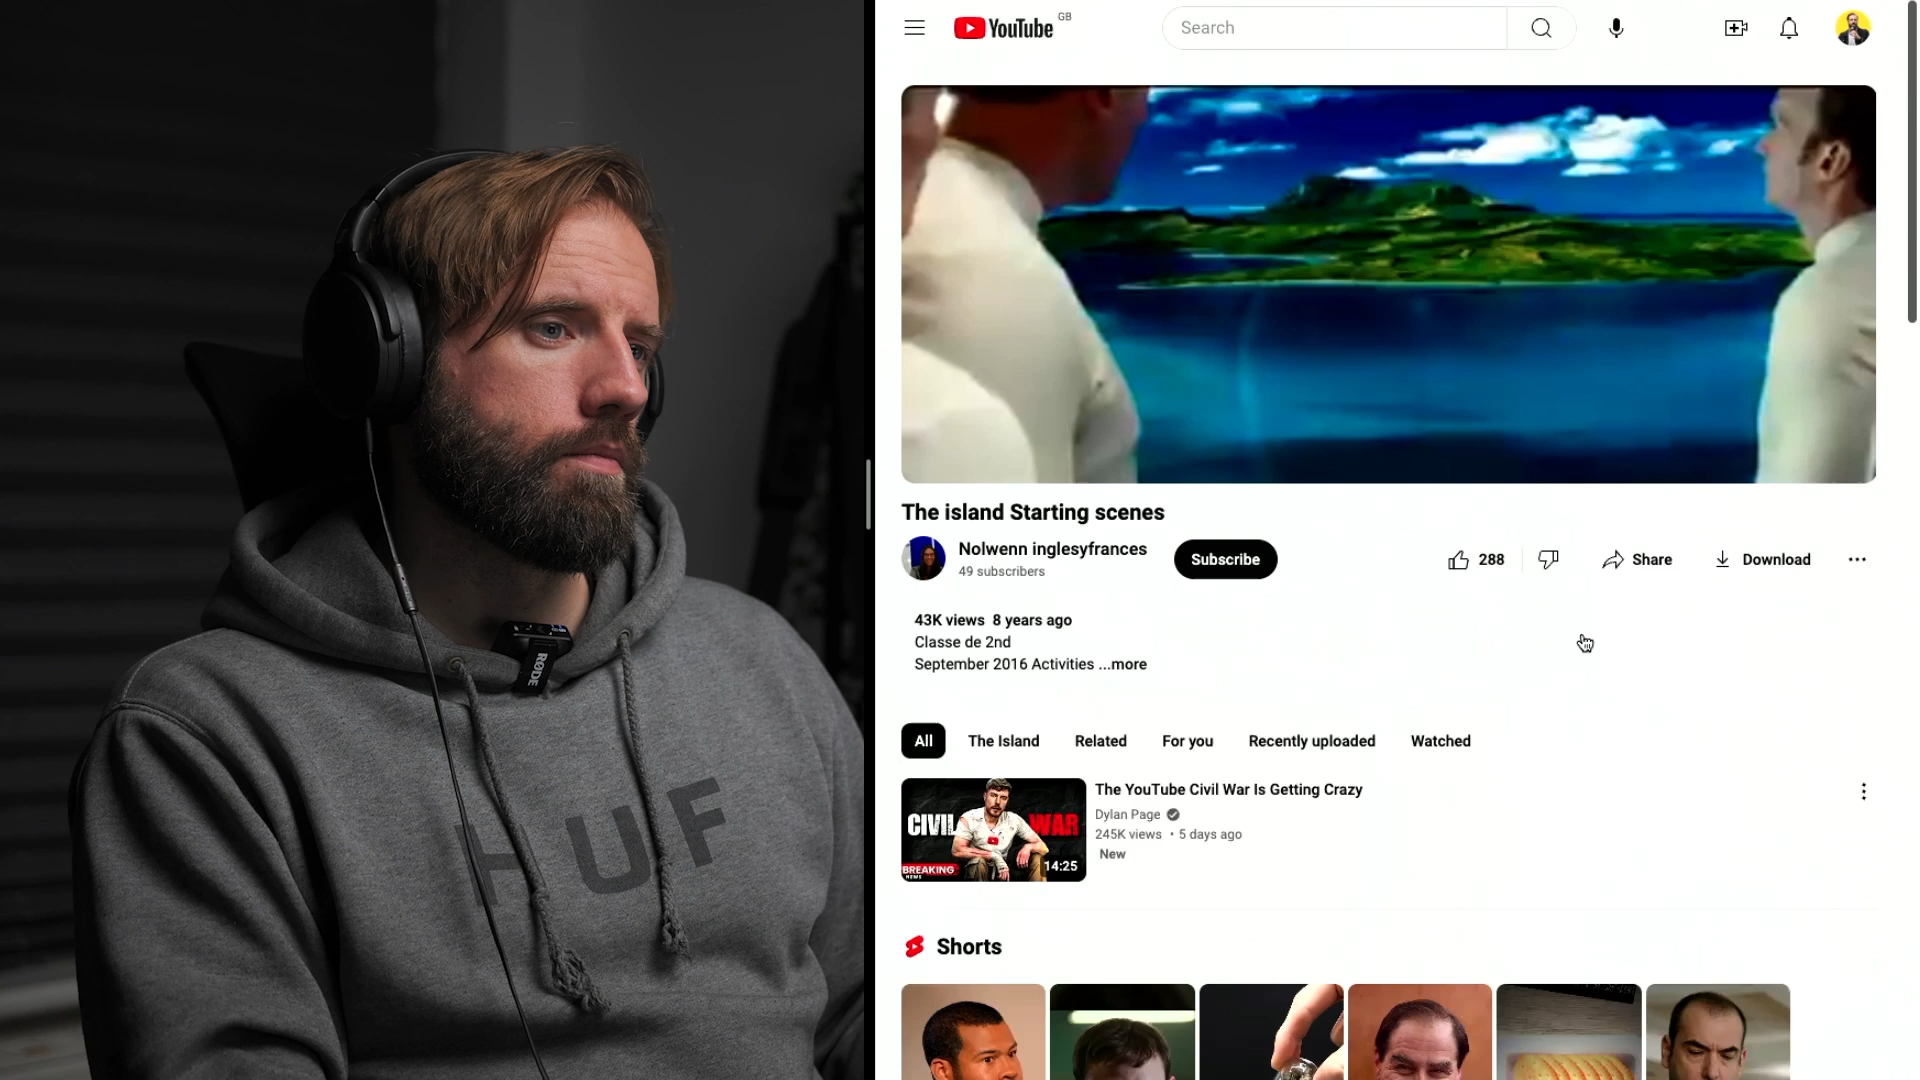 YouTube GB
Search
The island Starting scenes
Nolwenn inglesyfrances
49 subscribers
Subscribe
288
Share
Download
43K views 8 years ago
Classe de 2nd
September 2016 Activities ...more
All
The Island
Related
For you
Recently uploaded
Watched
CIVIL WAR
BREAKING
NEWS
14:25
The YouTube Civil War Is Getting Crazy
Dylan Page
245K views • 5 days ago
New
Shorts
RØDE
HUF